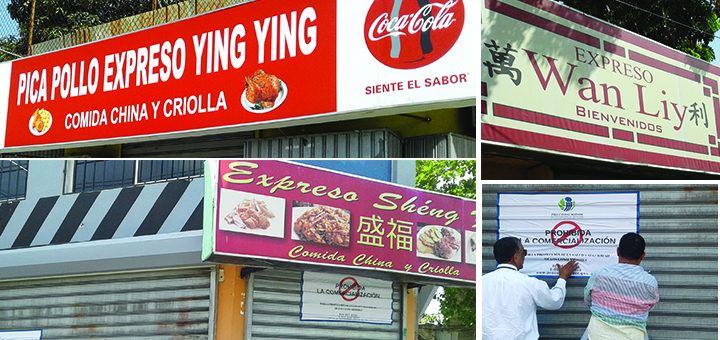 PICA POLLO EXPRESO YING YING
COMIDA CHINA Y CRIOLLA
Coca-Cola
SIENTE EL SABOR
萬
EXPRESO
Wan Liy
利
BIENVENIDOS
Expreso Shéng
盛福
Comida China y Criolla
PROHIBIDA
LA COMERCIALIZACIÓN
PROHIBIDA
LA COMERCIALIZACIÓN